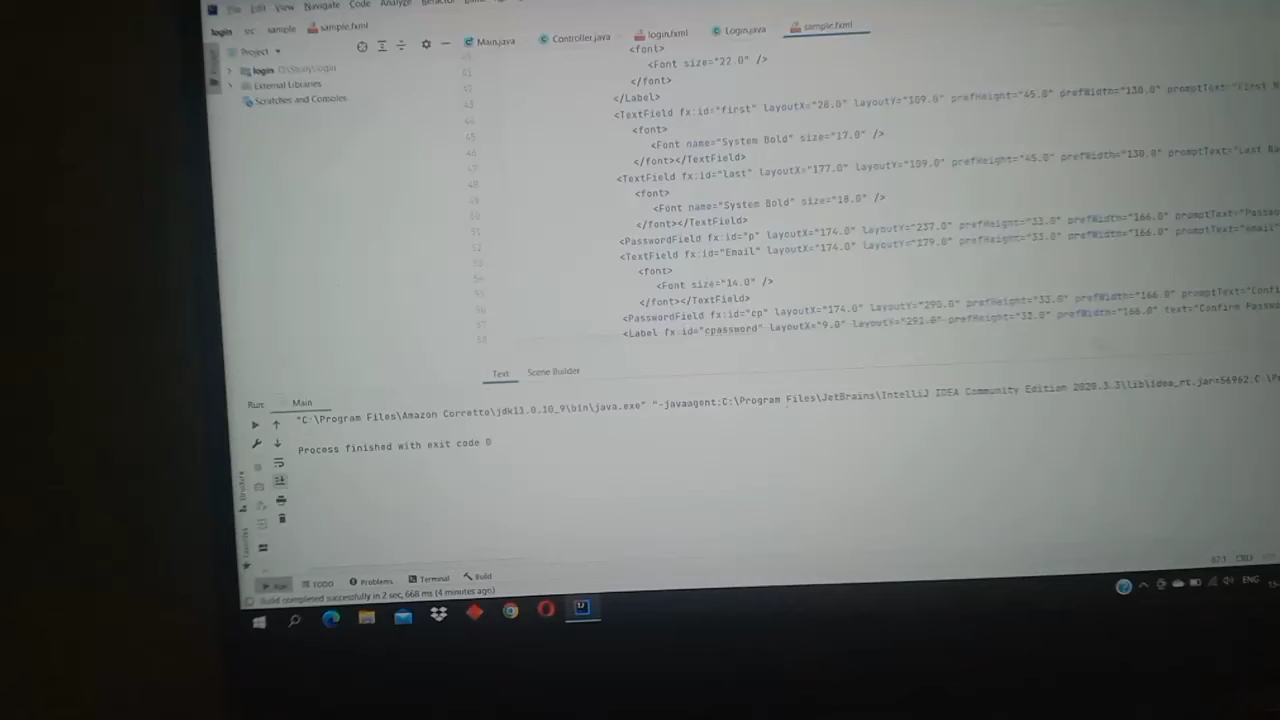 File Edit View Navigate Code Analyze Refactor
login src sample sample.fxml
Project
Main.java Controller.java login.fxml Login.java sample.fxml
login D:\Study\login
External Libraries
Scratches and Consoles
<font>
<Font size="22.0" />
</font>
</Label>
<TextField fx:id="first" layoutX="28.0" layoutY="109.0" prefHeight="45.0" prefWidth="130.0" promptText="First
<font>
<Font name="System Bold" size="17.0" />
</font></TextField>
<TextField fx:id="last" layoutX="177.0" layoutY="109.0" prefHeight="45.0" prefWidth="130.0" promptText="Last
<font>
<Font name="System Bold" size="18.0" />
</font></TextField>
<PasswordField fx:id="p" layoutX="174.0" layoutY="237.0" prefHeight="33.0" prefWidth="166.0" promptText="Passw
<TextField fx:id="Email" layoutX="174.0" layoutY="179.0" prefHeight="33.0" prefWidth="166.0" promptText="email"
<font>
<Font size="14.0" />
</font></TextField>
<PasswordField fx:id="cp" layoutX="174.0" layoutY="290.0" prefHeight="33.0" prefWidth="166.0" promptText="Confi
<Label fx:id="cpassword" layoutX="9.0" layoutY="291.0" prefHeight="32.0" prefWidth="166.0" text="Confirm Passw
Text Scene Builder
Run: Main
"C:\Program Files\Amazon Corretto\jdk11.0.10_9\bin\java.exe" "-javaagent:C:\Program Files\JetBrains\IntelliJ IDEA Community Edition 2020.3.3\lib\idea_rt.jar=56962:C:\P
Process finished with exit code 0
Structure
Favorites
Run TODO Problems Terminal Build
Build completed successfully in 2 sec, 668 ms (4 minutes ago)
67:1 CRLF
ENG